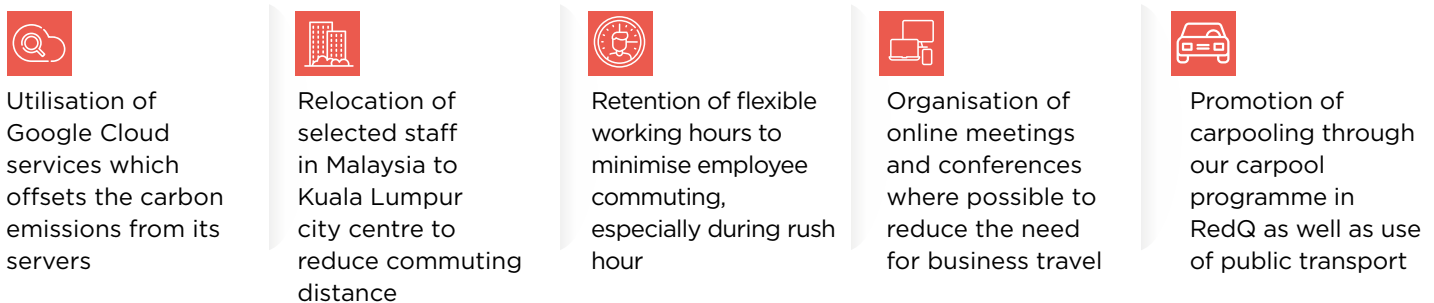 Utilisation of
Google Cloud
services which
offsets the carbon
emissions from its
servers
Relocation of
selected staff
in Malaysia to
Kuala Lumpur
city centre to
reduce commuting
distance
Retention of flexible
working hours to
minimise employee
commuting,
especially during rush
hour
Organisation of
online meetings
and conferences
where possible to
reduce the need
for business travel
Promotion of
carpooling through
our carpool
programme in
RedQ as well as use
of public transport